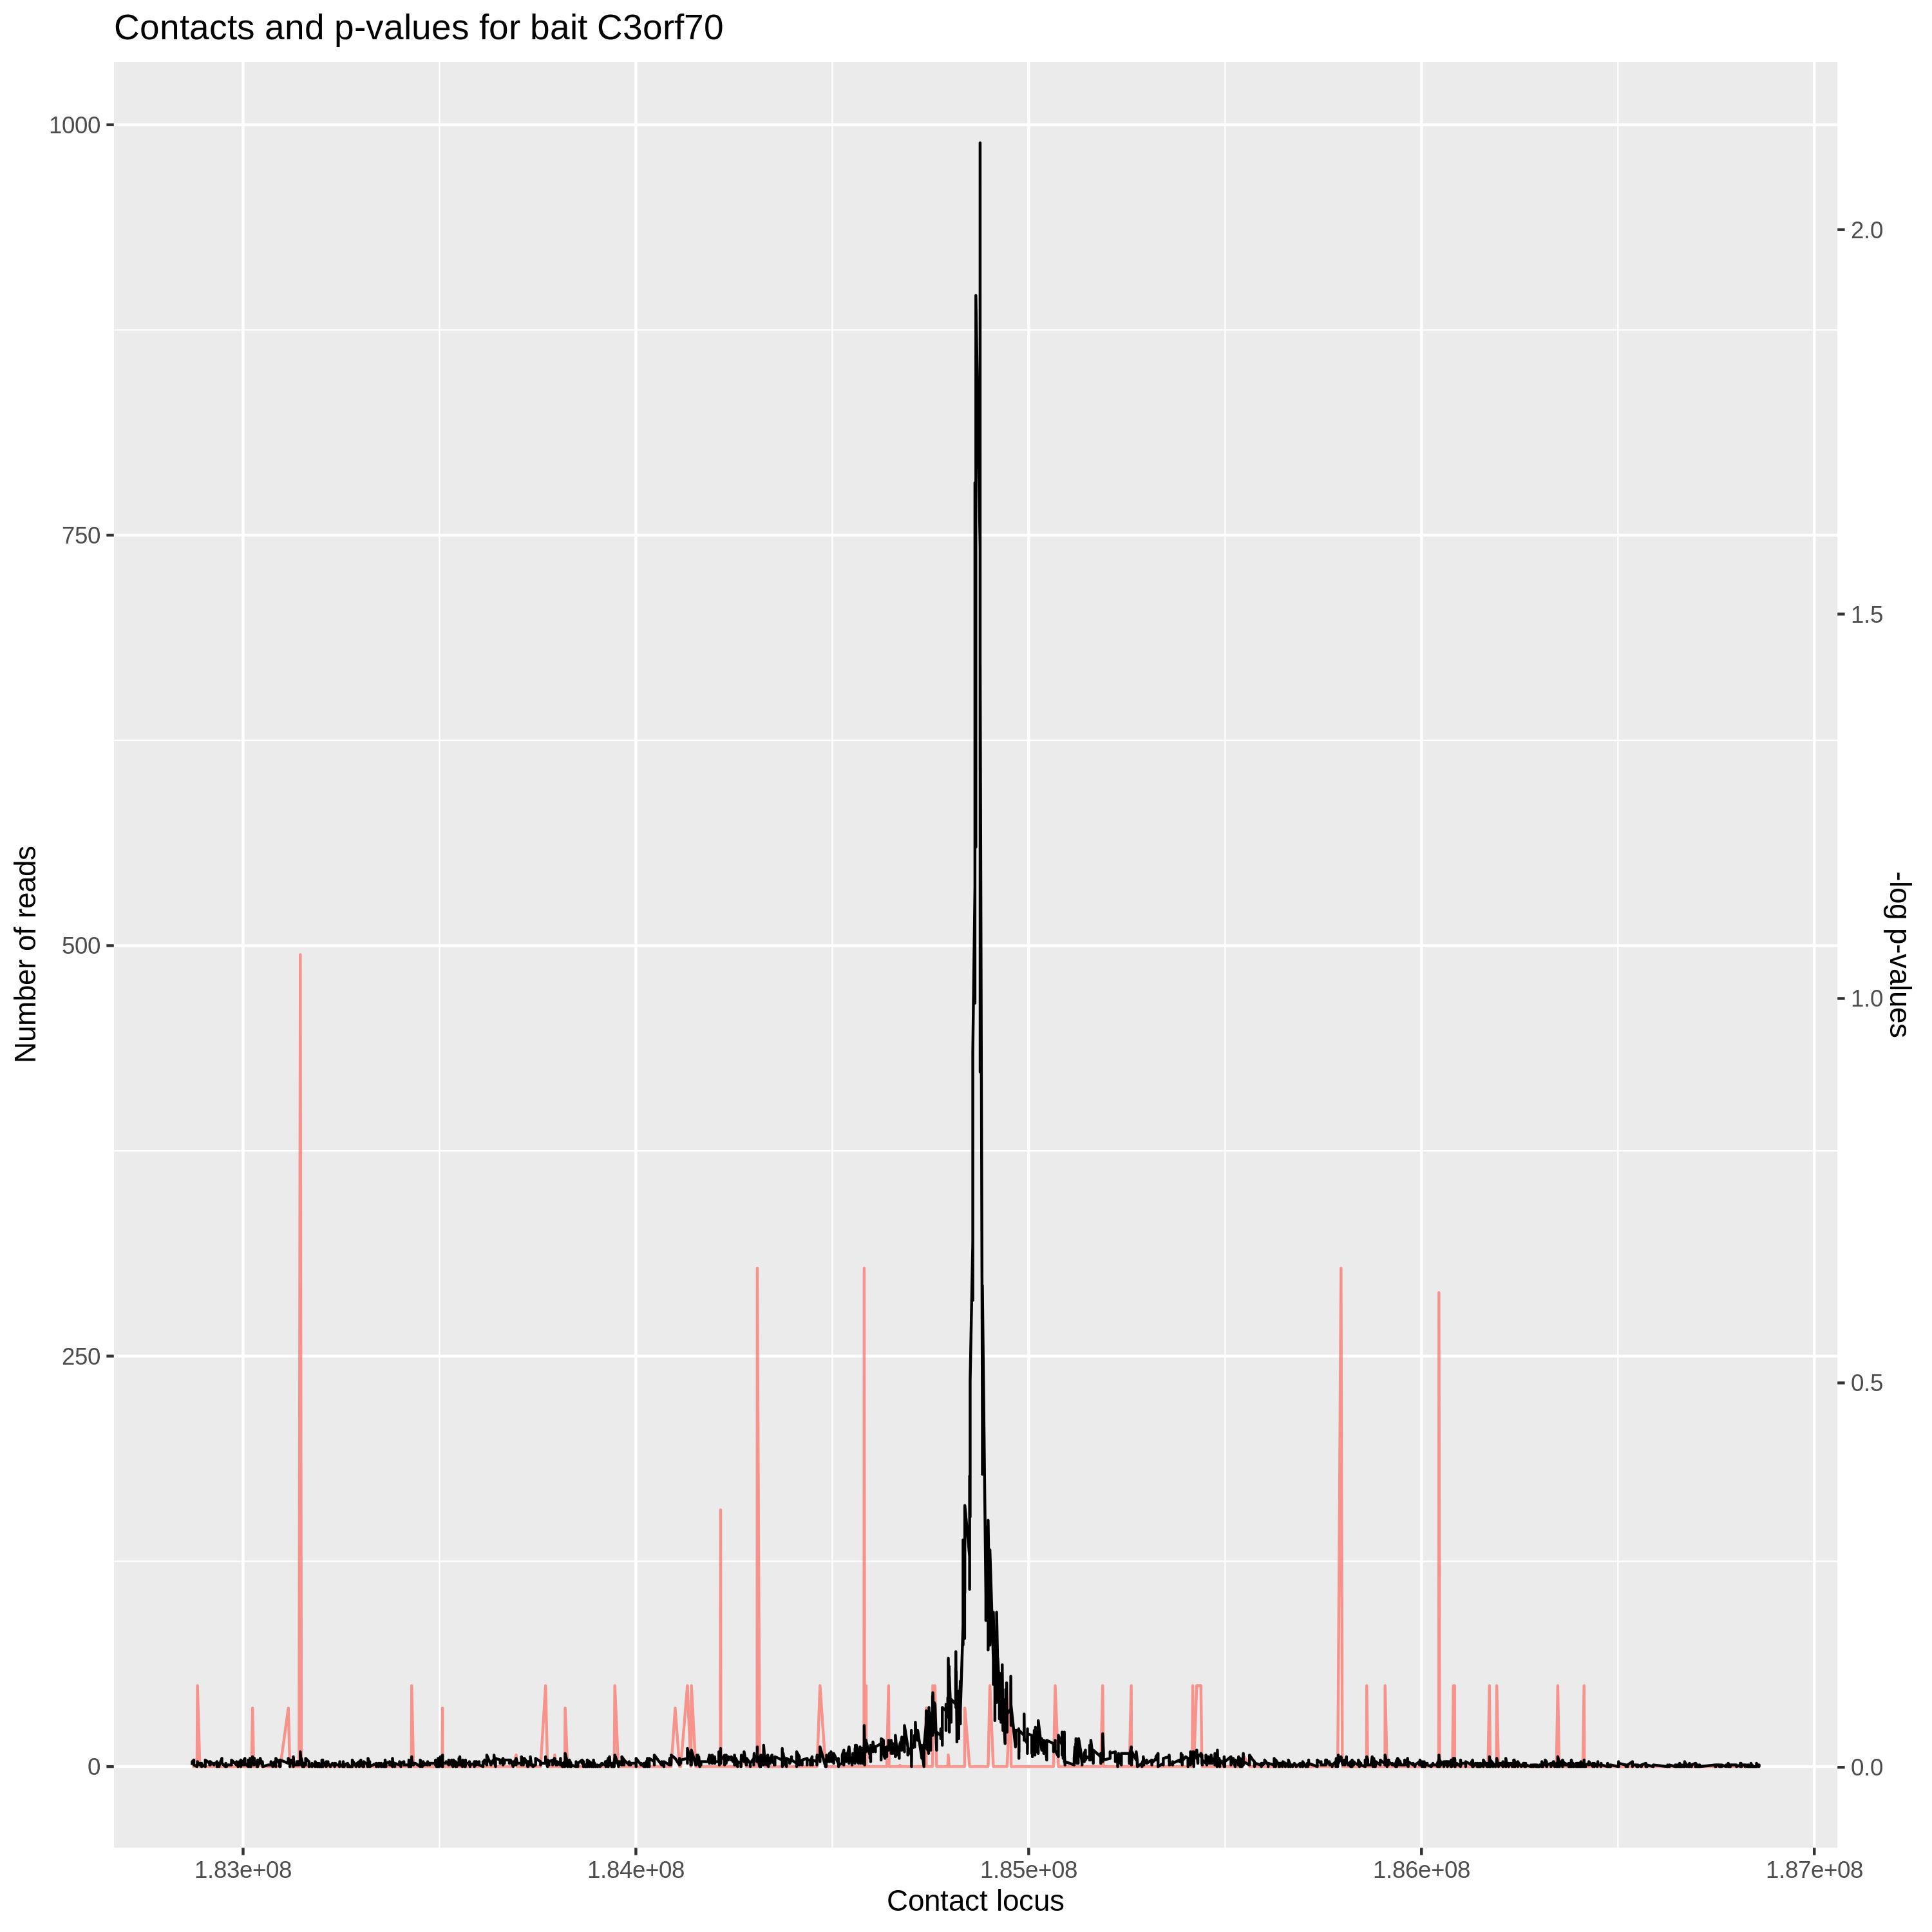 Contacts and p-values for bait C3orf70
1000
750
500
250
0
Number of reads
2.0
1.5
1.0
0.5
0.0
-log p-values
1.83e+08
1.84e+08
1.85e+08
1.86e+08
1.87e+08
Contact locus